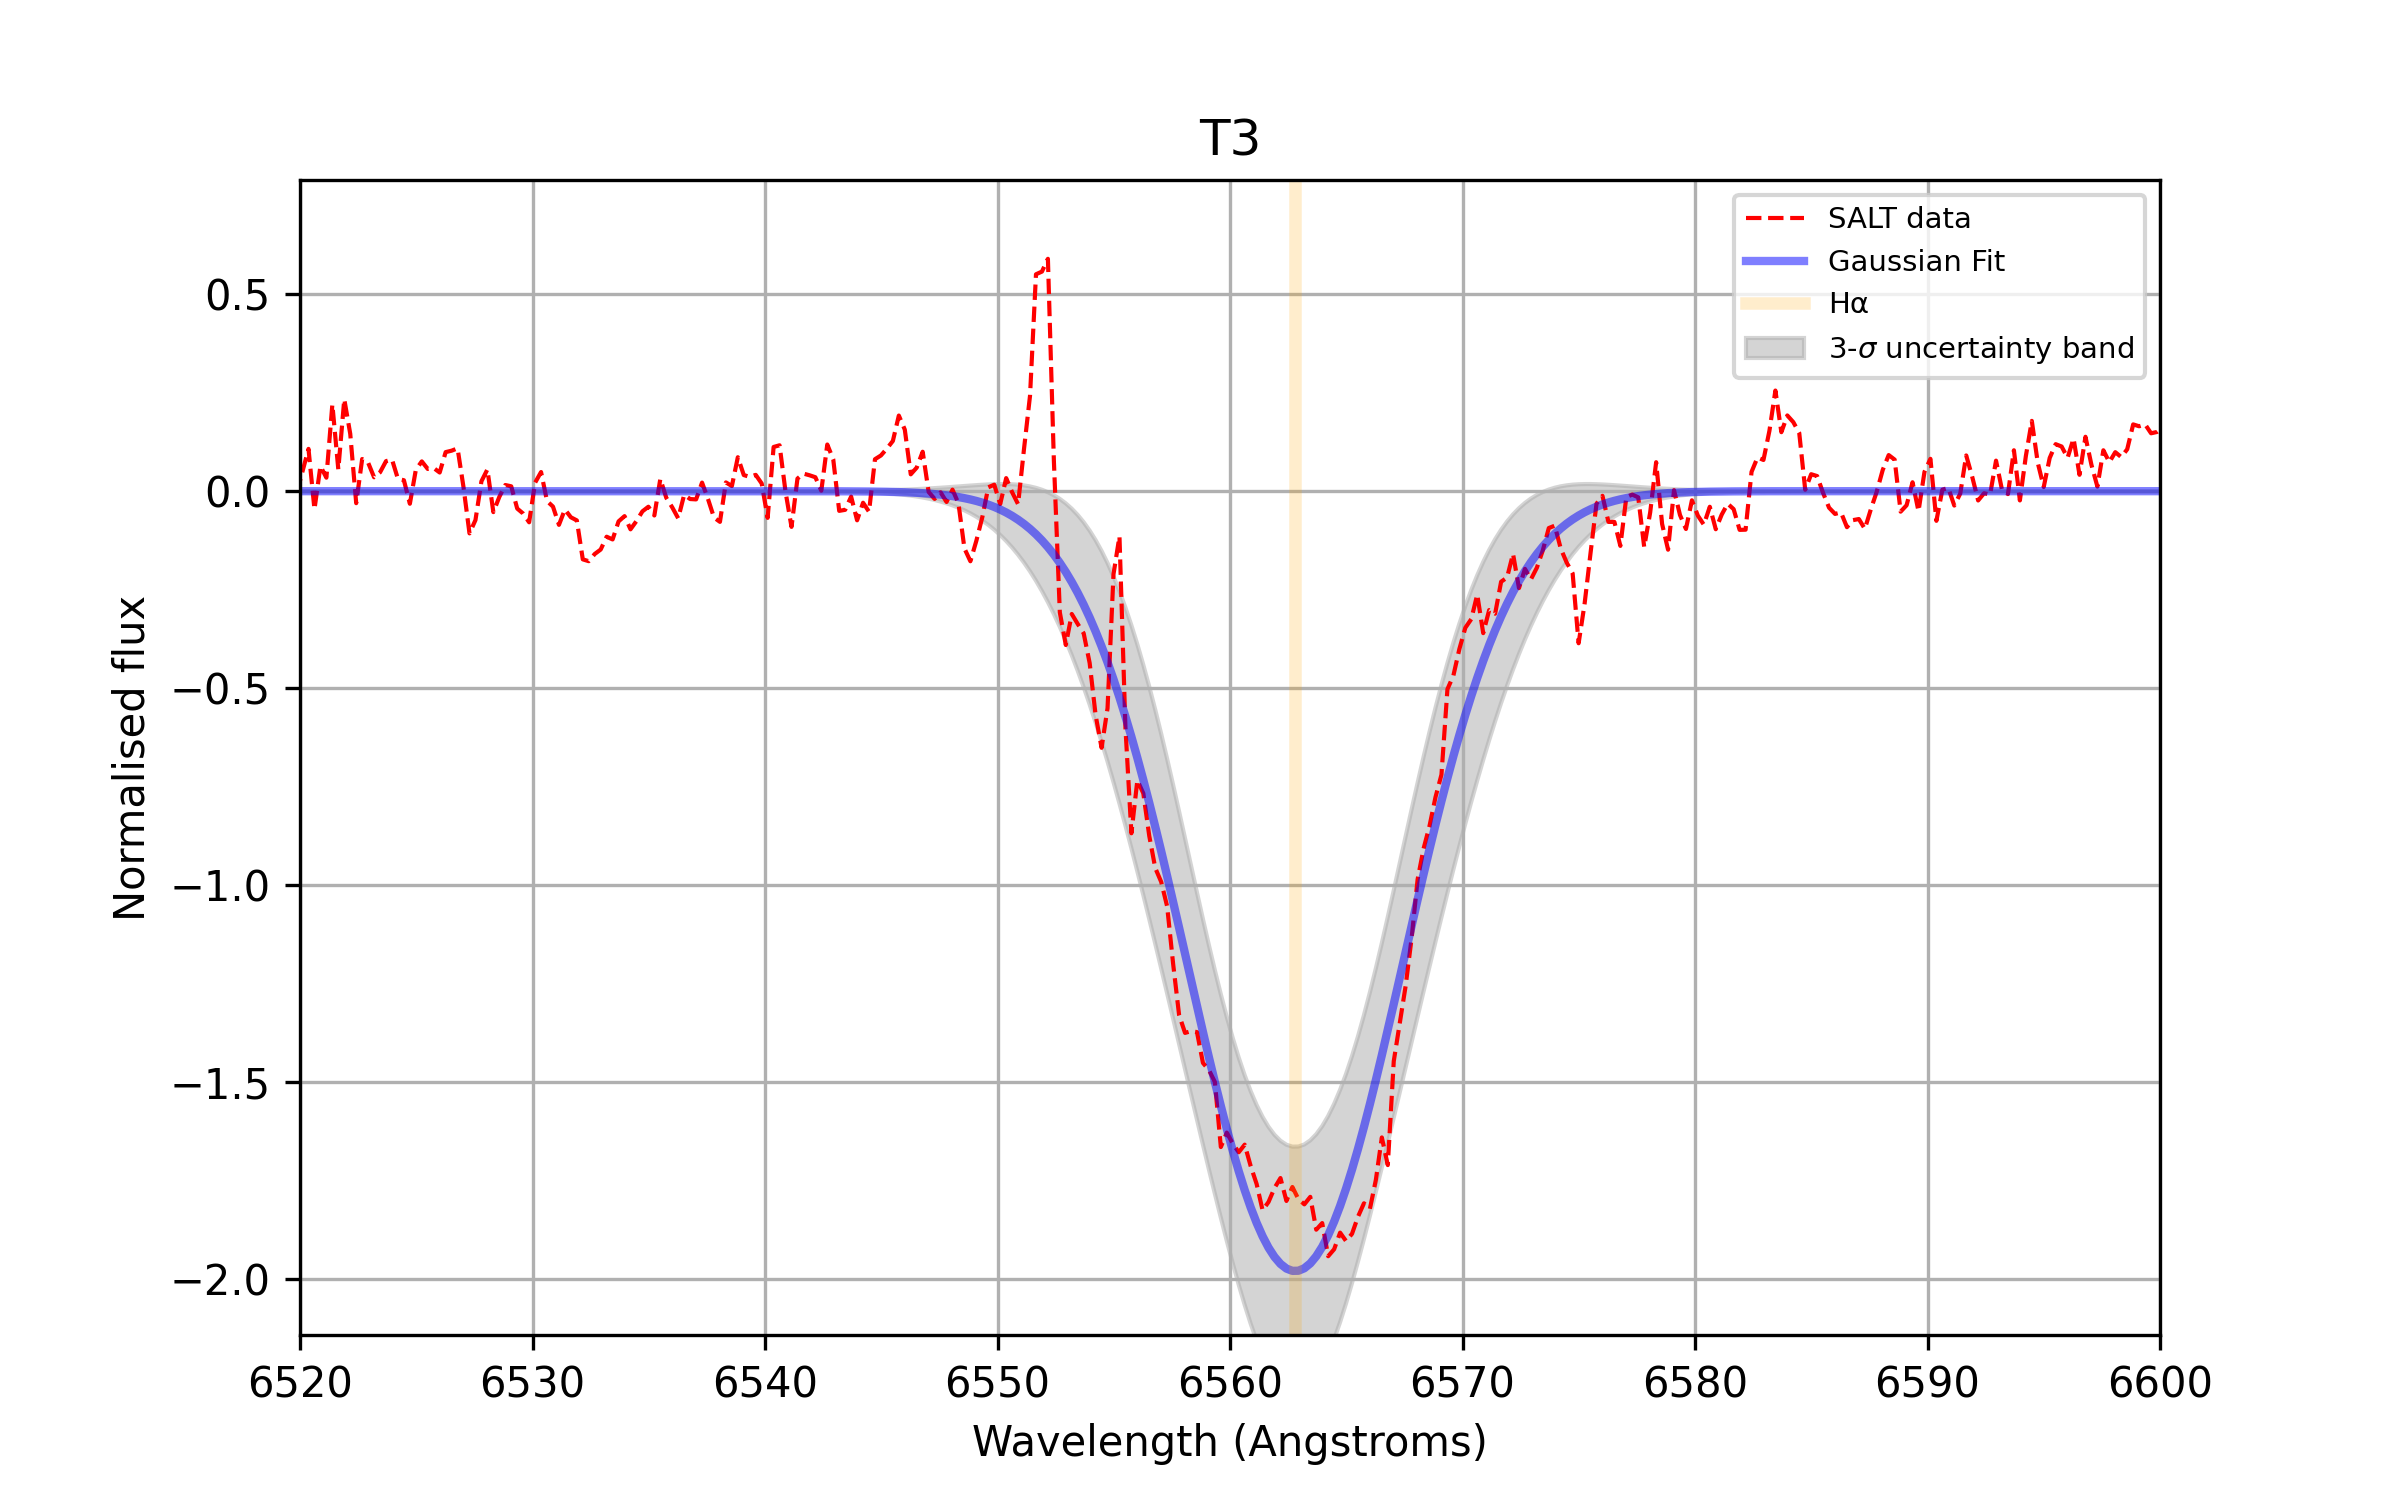 T3
SALT data
Gaussian Fit
Hα
3-σ uncertainty band
0.5
0.0
−0.5
−1.0
−1.5
−2.0
Normalised flux
6520 6530 6540 6550 6560 6570 6580 6590 6600
Wavelength (Angstroms)